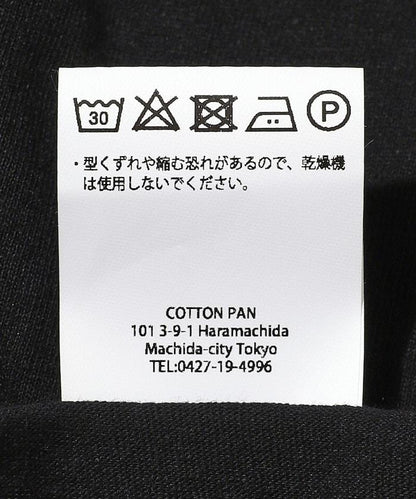 30 P
・型くずれや縮む恐れがあるので、乾燥機
は使用しないでください。
COTTON PAN
101 3-9-1 Haramachida
Machida-city Tokyo
TEL:0427-19-4996